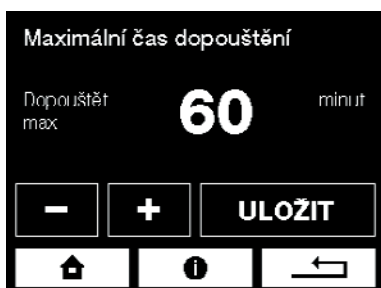 Maximální čas dopouštění
Dopouštět max
60
minut
− +
ULOŽIT